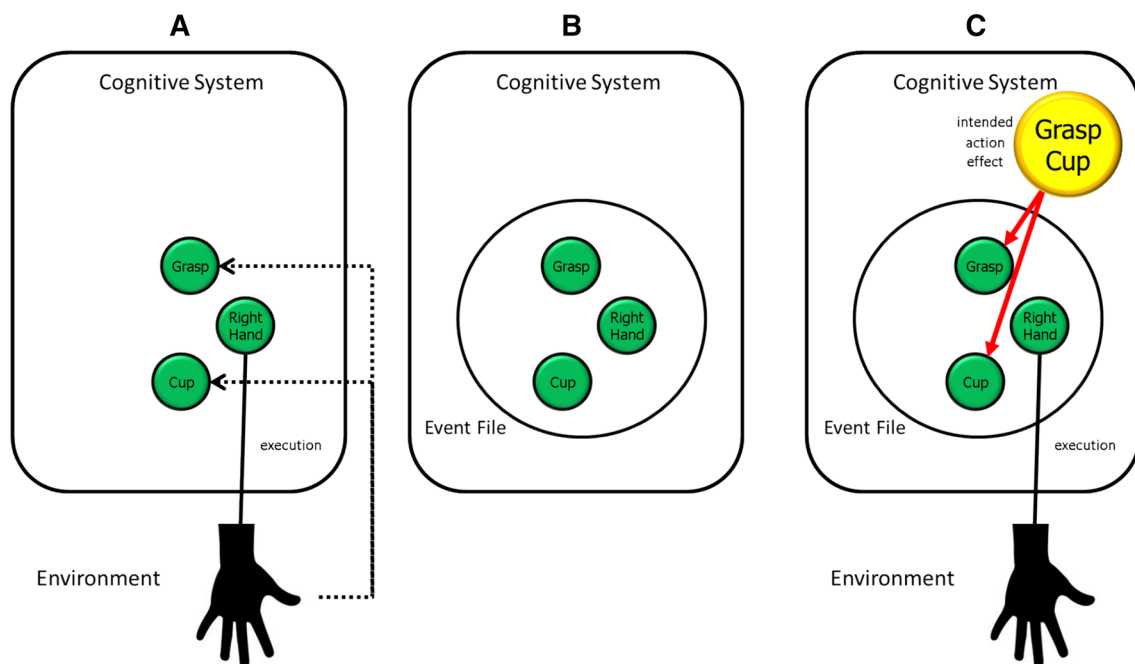 A
Cognitive System
Grasp
Right
Hand
Cup
execution
Environment
B
Cognitive System
Grasp
Right
Hand
Cup
Event File
C
Cognitive System
intended
action
effect
Grasp
Cup
Grasp
Right
Hand
Cup
Event File
execution
Environment